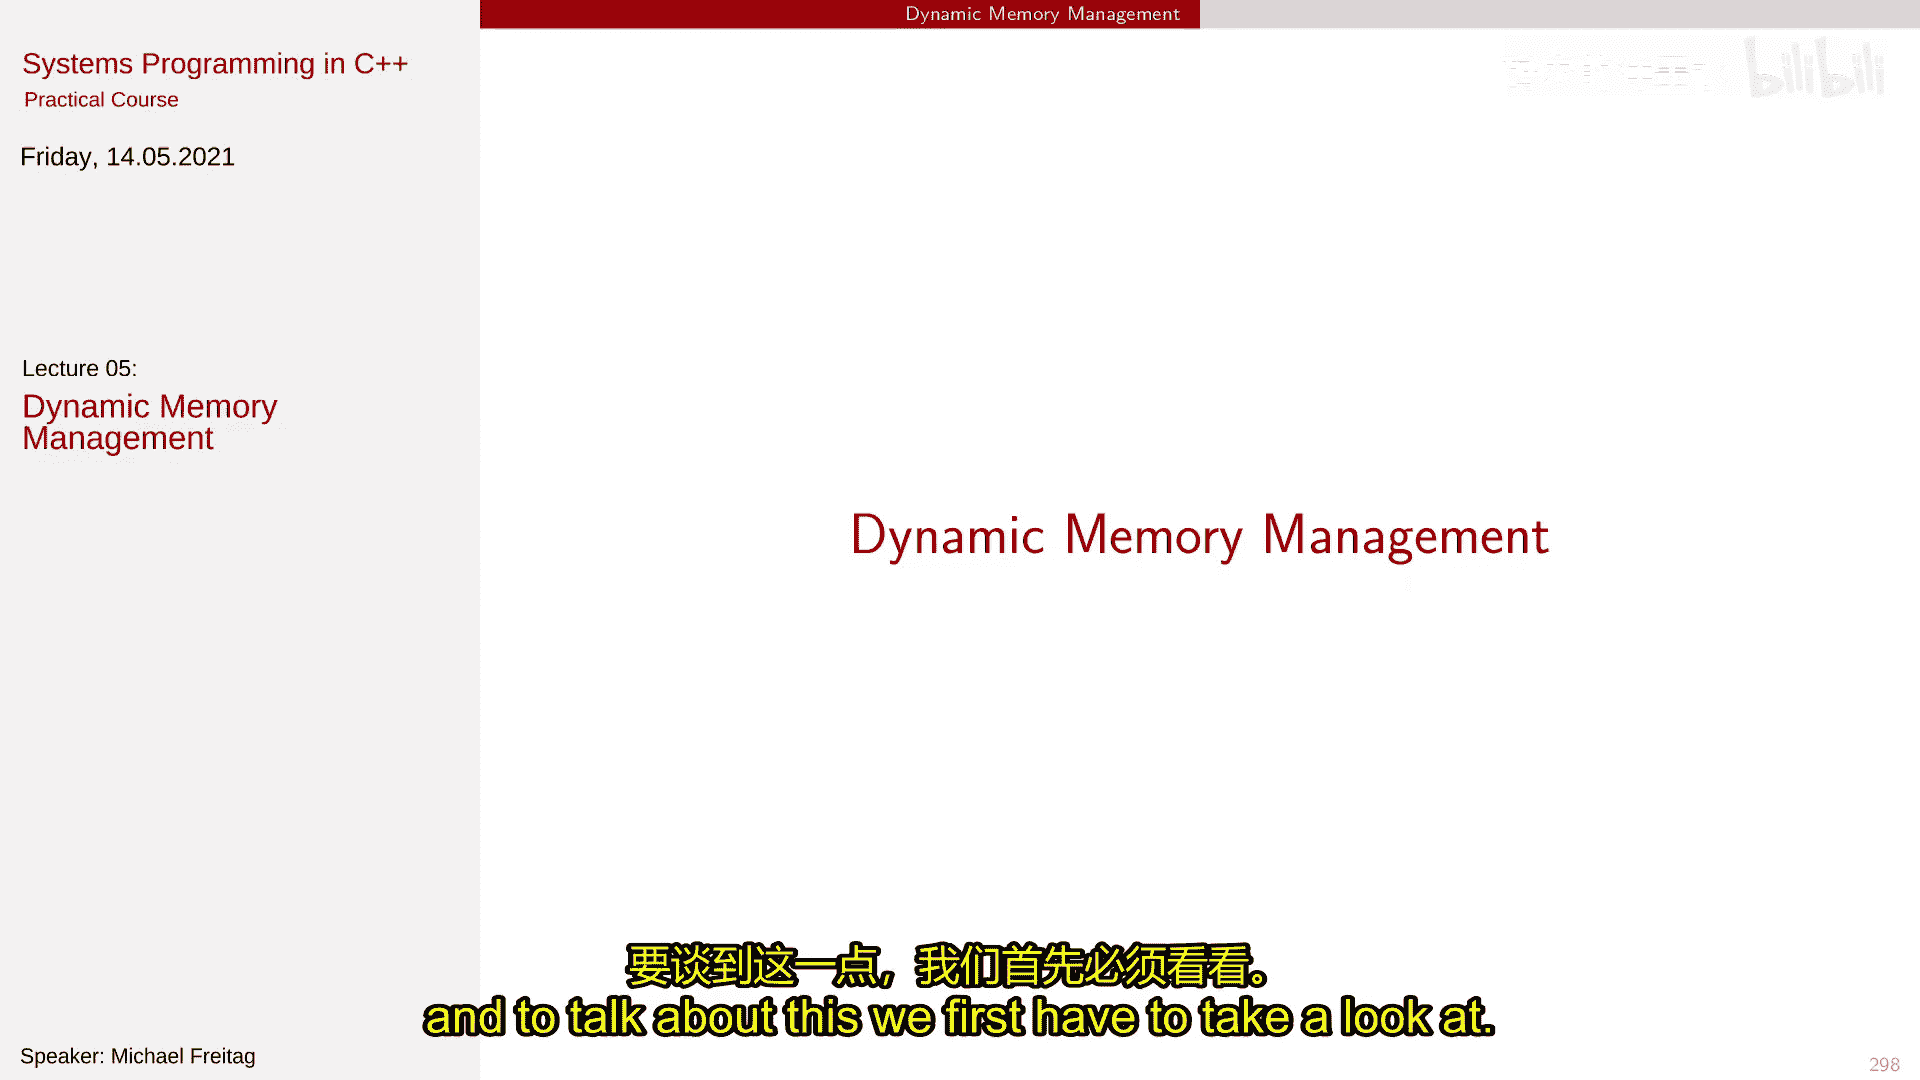 Dynamic Memory Management
Systems Programming in C++
Practical Course
Friday, 14.05.2021
bilibili
Lecture 05:
Dynamic Memory
Management
Dynamic Memory Management
要谈到这一点，我们首先必须看看。
and to talk about this we first have to take a look at.
Speaker: Michael Freitag
298